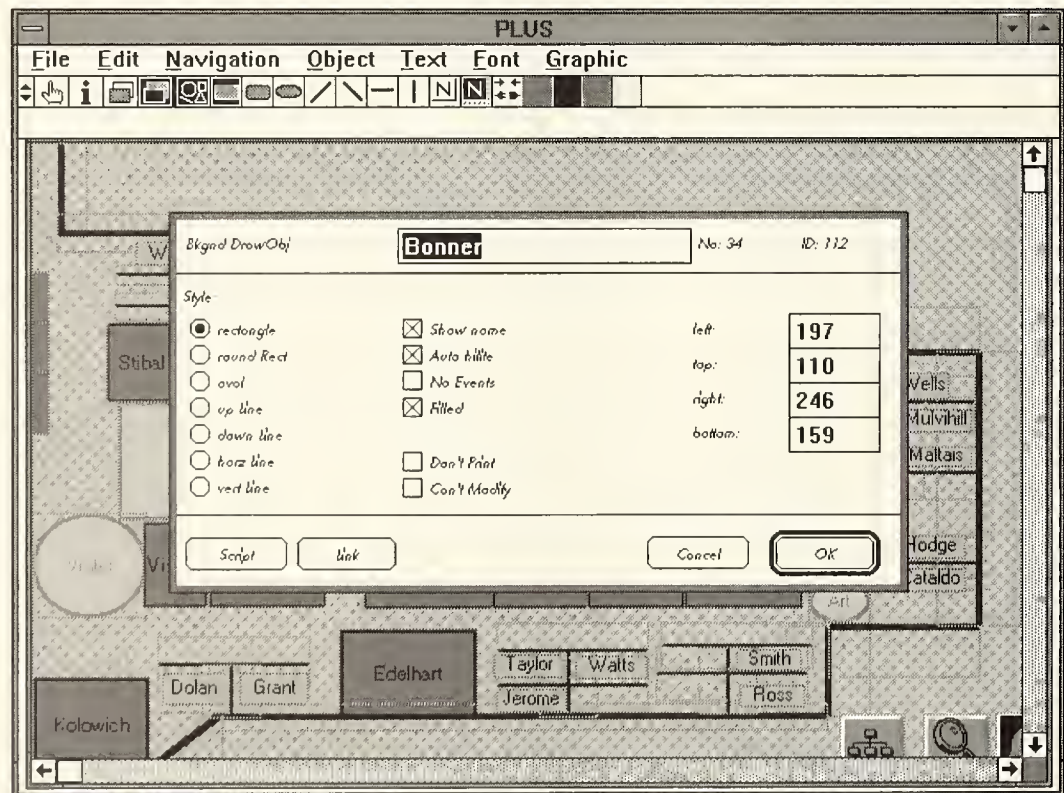 PLUS
File Edit Navigation Object Text Font Graphic
N N
Bkgnd DrawObj Bonner No: 34 ID: 112
Style:
rectangle
round Rect
oval
up line
down line
horz line
vert line
Show name
Auto hilite
No Events
Filled
Don't Print
Can't Modify
left: 197
top: 110
right: 246
bottom: 159
Script Link Cancel OK
W
Stibal
Vi
Wells
Mulvihill
Maltais
Hodge
Cataldo
Art
Dolan Grant
Edelhart
Taylor Watts
Jerome
Smith
Ross
Kolowich